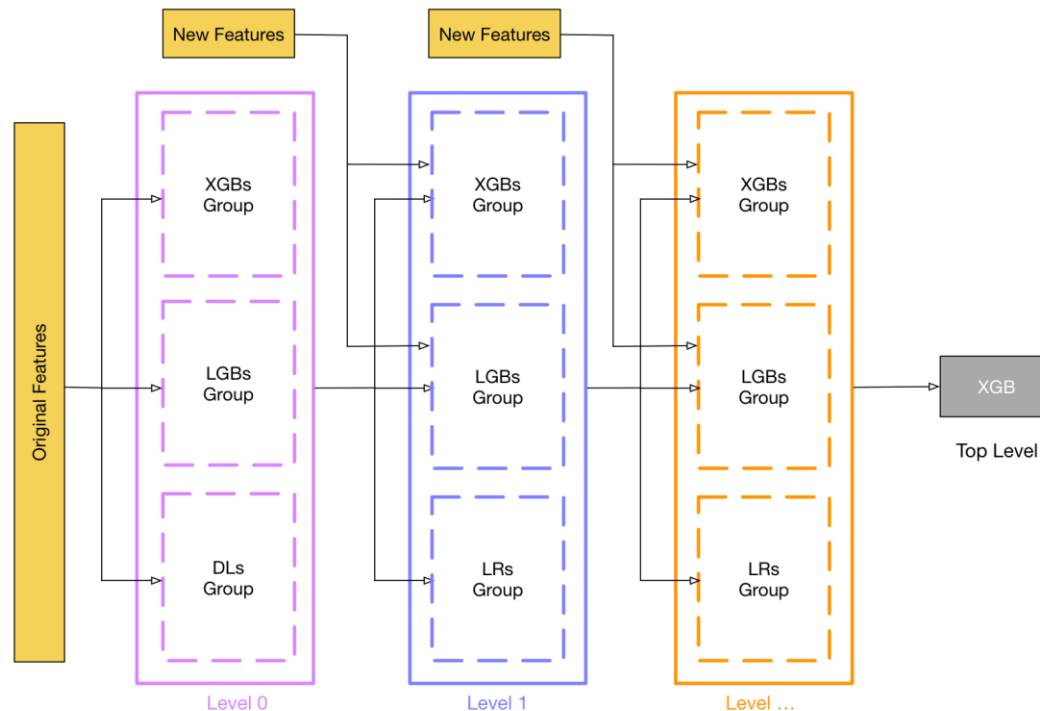 New Features
New Features
Original Features
XGBs
Group
LGBs
Group
DLs
Group
Level 0
XGBs
Group
LGBs
Group
LRs
Group
Level 1
XGBs
Group
LGBs
Group
LRs
Group
Level ...
XGB
Top Level